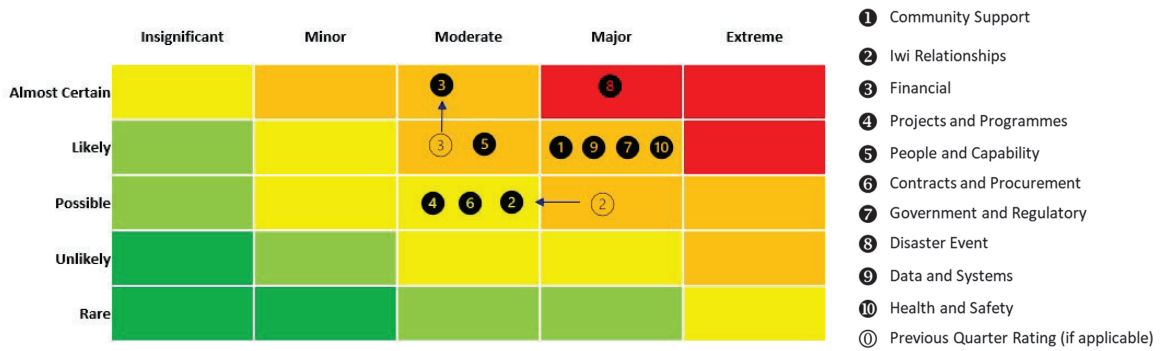 Insignificant Minor Moderate Major Extreme
Almost Certain 3 8
Likely 3 5 1 9 7 10
Possible 4 6 2 2
Unlikely
Rare
1 Community Support
2 Iwi Relationships
3 Financial
4 Projects and Programmes
5 People and Capability
6 Contracts and Procurement
7 Government and Regulatory
8 Disaster Event
9 Data and Systems
10 Health and Safety
0 Previous Quarter Rating (if applicable)